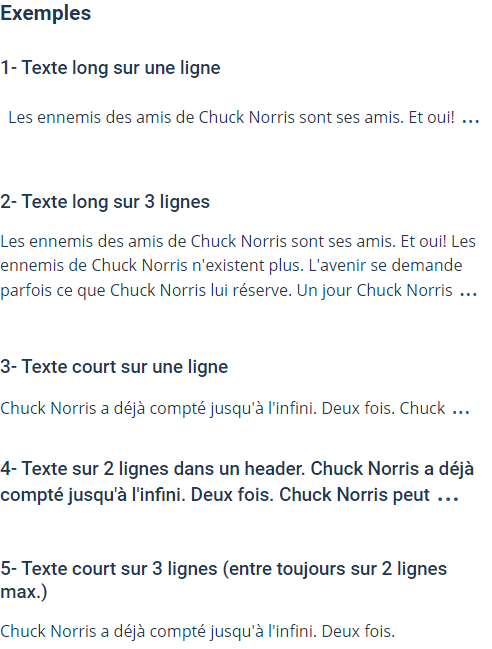 Exemples
1- Texte long sur une ligne
Les ennemis des amis de Chuck Norris sont ses amis. Et oui! ...
2- Texte long sur 3 lignes
Les ennemis des amis de Chuck Norris sont ses amis. Et oui! Les
ennemis de Chuck Norris n'existent plus. L'avenir se demande
parfois ce que Chuck Norris lui réserve. Un jour Chuck Norris ...
3- Texte court sur une ligne
Chuck Norris a déjà compté jusqu'à l'infini. Deux fois. Chuck ...
4- Texte sur 2 lignes dans un header. Chuck Norris a déjà
compté jusqu'à l'infini. Deux fois. Chuck Norris peut ...
5- Texte court sur 3 lignes (entre toujours sur 2 lignes
max.)
Chuck Norris a déjà compté jusqu'à l'infini. Deux fois.